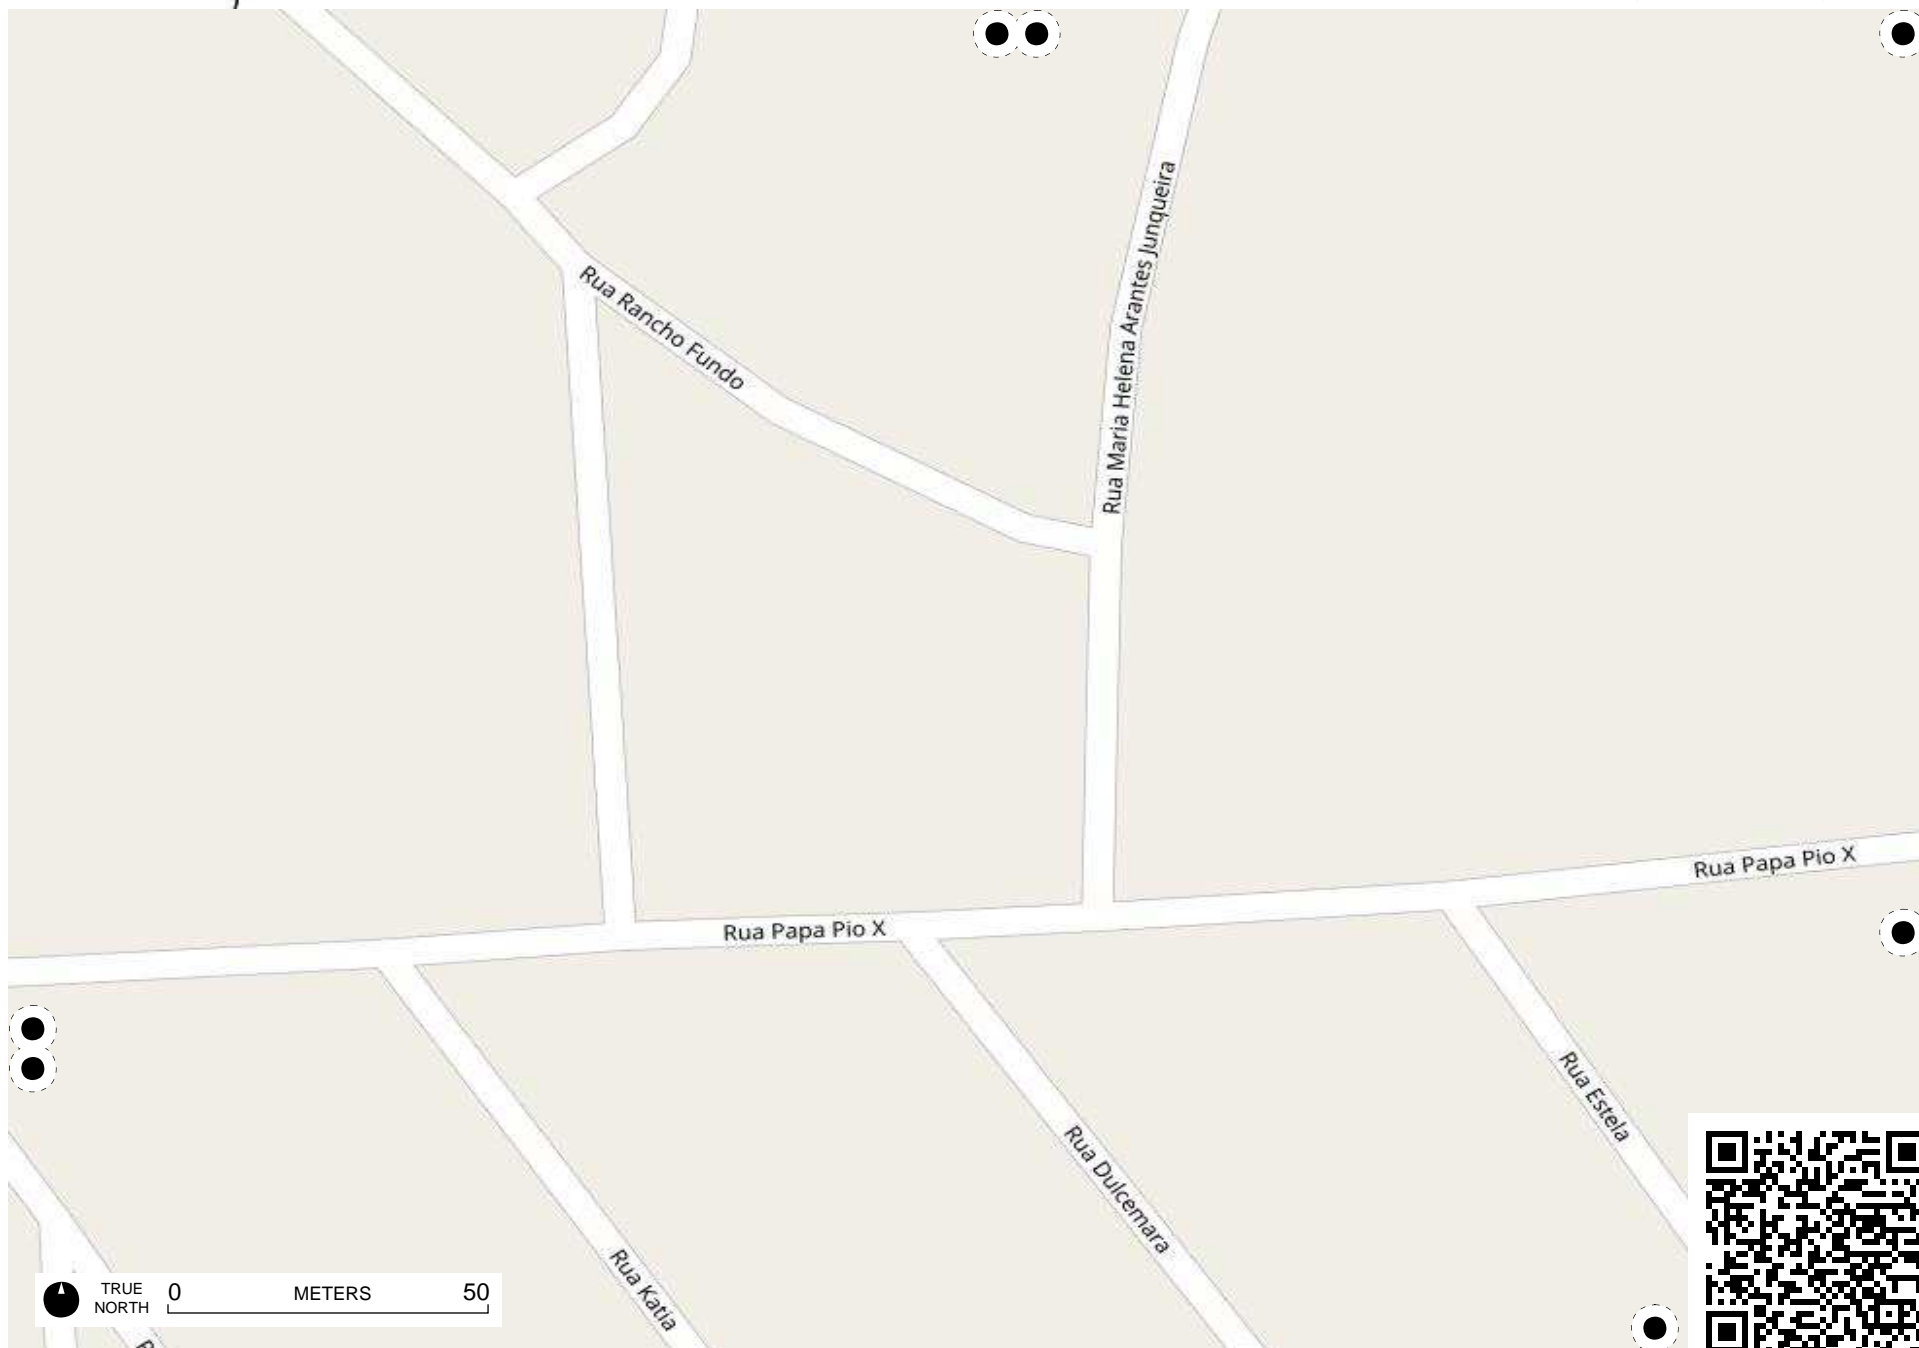 Rua Maria Helena Arantes Junqueira
Rua Rancho Fundo
Rua Papa Pio X
Rua Papa Pio X
Rua Estela
Rua Dulcemara
Rua Katia
TRUE
NORTH
0 METERS 50